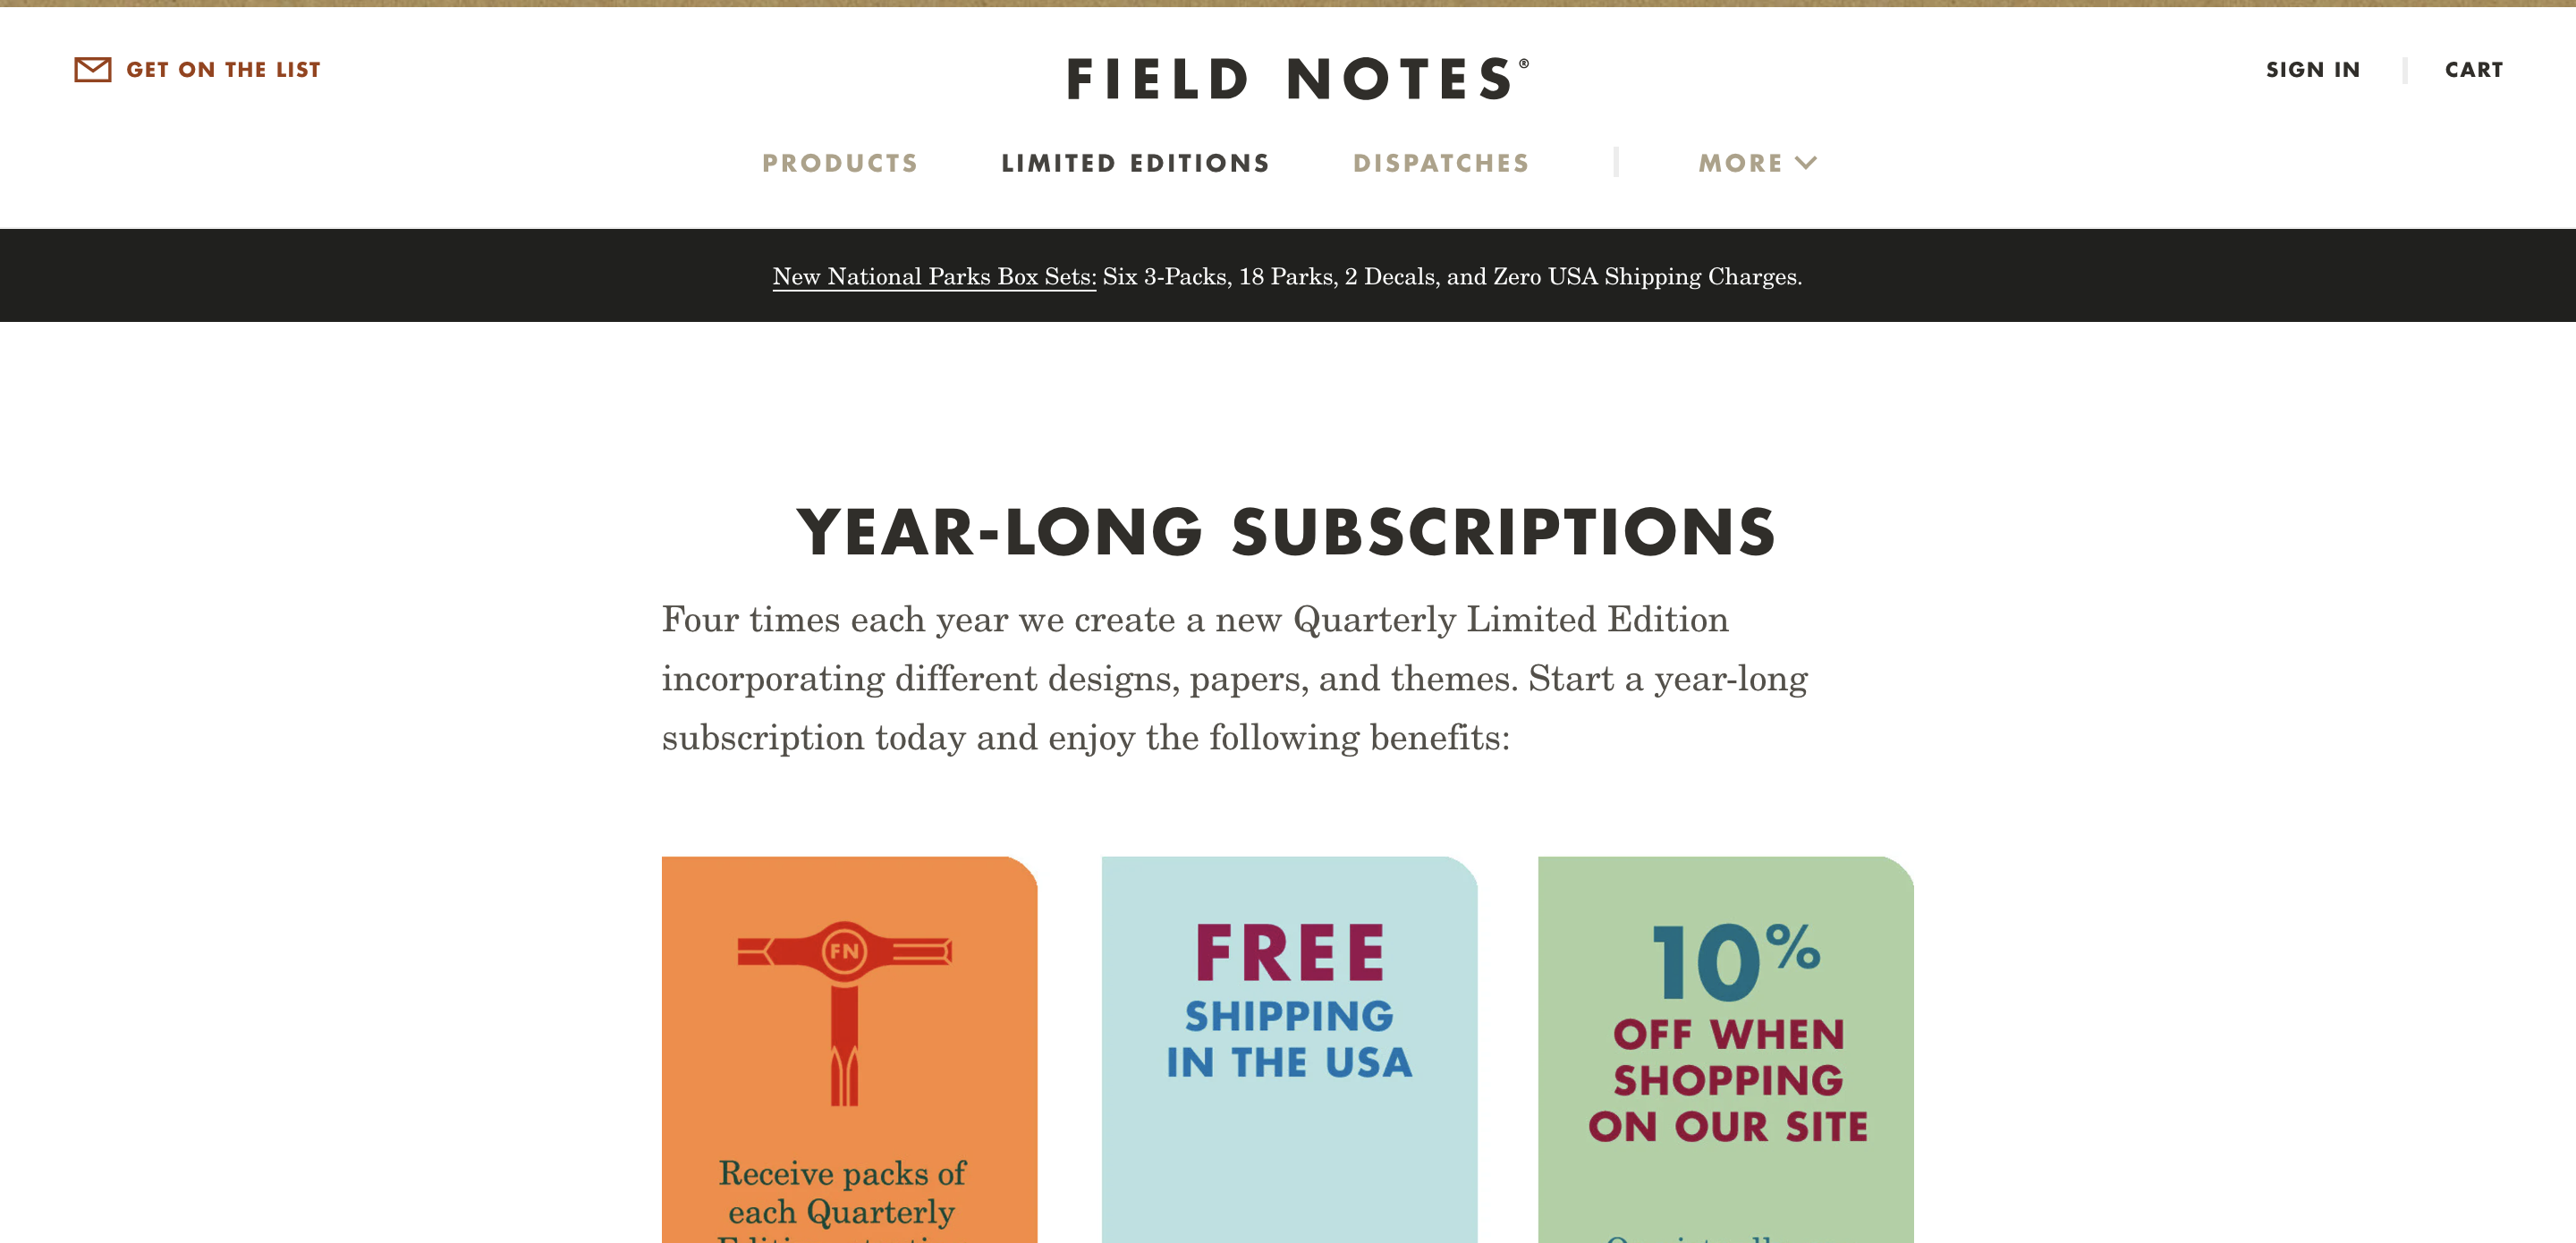 GET ON THE LIST
FIELD NOTES®
SIGN IN
CART
PRODUCTS
LIMITED EDITIONS
DISPATCHES
MORE
New National Parks Box Sets: Six 3-Packs, 18 Parks, 2 Decals, and Zero USA Shipping Charges.
YEAR-LONG SUBSCRIPTIONS
Four times each year we create a new Quarterly Limited Edition
incorporating different designs, papers, and themes. Start a year-long
subscription today and enjoy the following benefits:
FN
Receive packs of
each Quarterly
FREE
SHIPPING
IN THE USA
10%
OFF WHEN
SHOPPING
ON OUR SITE